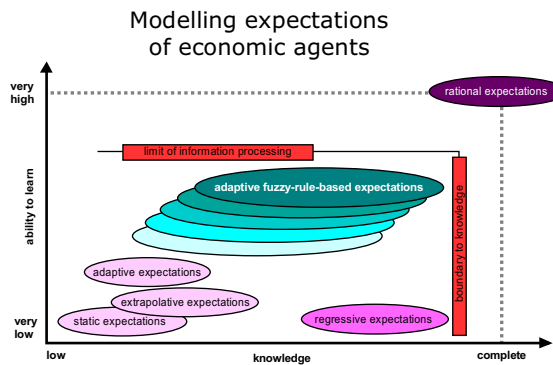 Modelling expectations
of economic agents
very
high
rational expectations
limit of information processing
adaptive fuzzy-rule-based expectations
ability to learn
boundary to knowledge
adaptive expectations
extrapolative expectations
static expectations
regressive expectations
very
low
low
knowledge
complete